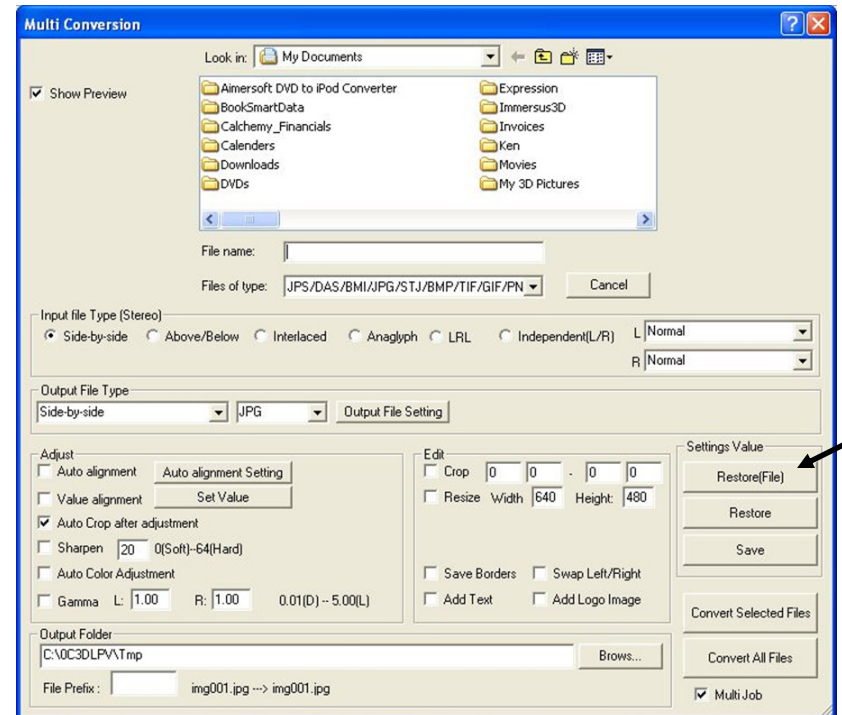 Multi Conversion
Look in: My Documents
Show Preview
Aimersoft DVD to iPod Converter Expression
BookSmartData Immersus3D
Calchemy_Financials Invoices
Calenders Ken
Downloads Movies
DVDs My 3D Pictures
File name:
Files of type: JPS/DAS/BMI/JPG/STJ/BMP/TIF/GIF/PN Cancel
Input file Type (Stereo)
Side-by-side Above/Below Interlaced Anaglyph LRL Independent(L/R) L Normal
R Normal
Output File Type
Side-by-side JPG Output File Setting
Adjust Edit Settings Value
Auto alignment Auto alignment Setting Crop 0 0 - 0 0 Restore(File)
Value alignment Set Value Resize Width 640 Height: 480
Auto Crop after adjustment Restore
Sharpen 20 0(Soft)--64(Hard) Save
Auto Color Adjustment Save Borders Swap Left/Right
Gamma L: 1.00 R: 1.00 0.01(D) -- 5.00(L) Add Text Add Logo Image Convert Selected Files
Output Folder
C:\0C3DLPV\Tmp Brows... Convert All Files
File Prefix : img001.jpg ---> img001.jpg Multi Job